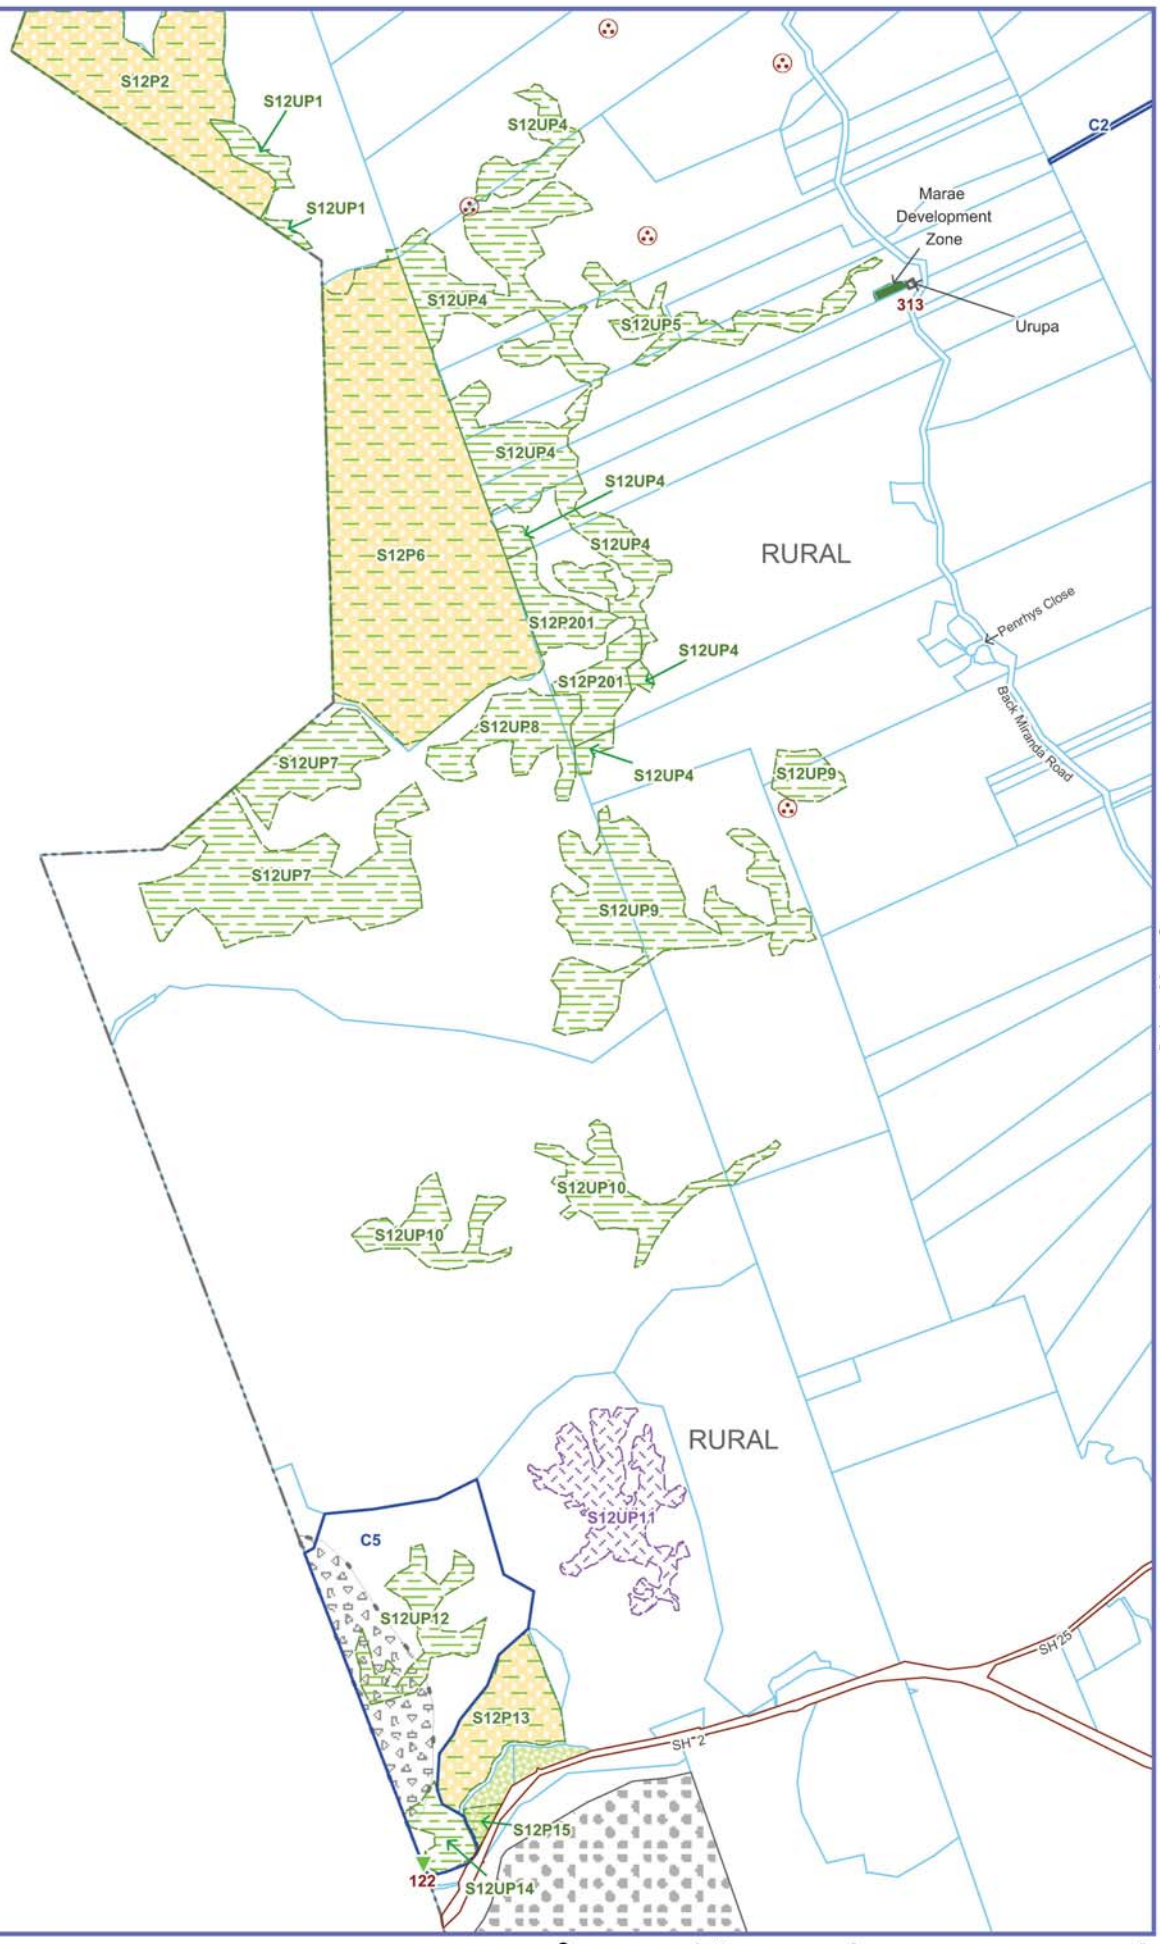 S12P2
S12UP1
S12UP4
C2
S12UP1
Marae
Development
Zone
S12UP4
313
S12UP5
Urupa
S12UP4
S12UP4
S12UP4
S12P6
RURAL
Penrhys Close
S12P201
S12UP4
S12P201
S12UP8
Back Miranda Road
S12UP7
S12UP4
S12UP9
S12UP7
S12UP9
S12UP10
S12UP10
RURAL
S12UP11
C5
S12UP12
SH 25
S12P13
SH 2
S12P15
122
S12UP14